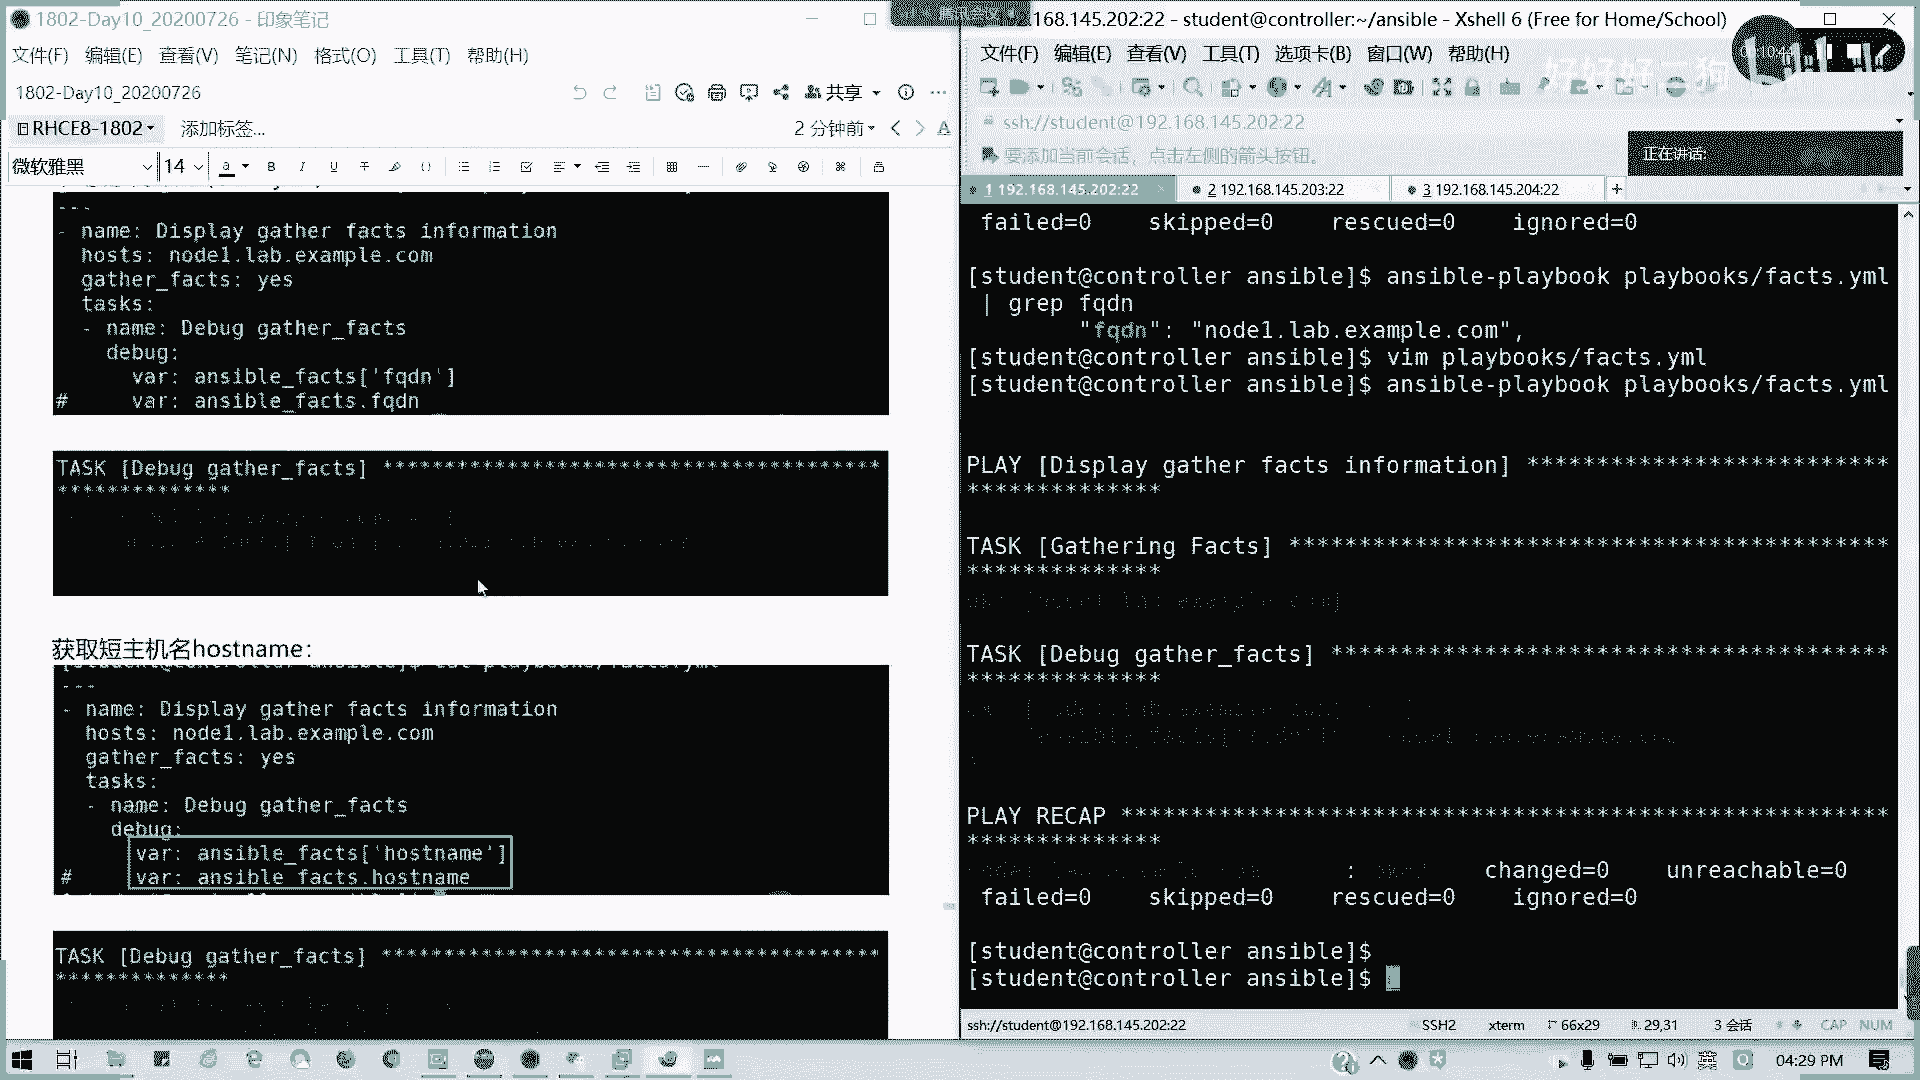 1802-Day10_20200726 - 印象笔记
文件(F) 编辑(E) 查看(V) 笔记(N) 格式(O) 工具(T) 帮助(H)
1802-Day10_20200726
共享
RHCE8-1802 添加标签... 2 分钟前
微软雅黑 14
---
- name: Display gather facts information
hosts: node1.lab.example.com
gather_facts: yes
tasks:
- name: Debug gather_facts
debug:
var: ansible_facts['fqdn']
# var: ansible_facts.fqdn
TASK [Debug gather_facts] ****************************************
**************
获取短主机名hostname：
---
- name: Display gather facts information
hosts: node1.lab.example.com
gather_facts: yes
tasks:
- name: Debug gather_facts
debug:
var: ansible_facts['hostname']
# var: ansible_facts.hostname
TASK [Debug gather_facts] ****************************************
**************
.168.145.202:22 - student@controller:~/ansible - Xshell 6 (Free for Home/School)
文件(F) 编辑(E) 查看(V) 工具(T) 选项卡(B) 窗口(W) 帮助(H)
好好好二狗
ssh://student@192.168.145.202:22
要添加当前会话，点击左侧的箭头按钮。
正在讲话:
1 192.168.145.202:22 2 192.168.145.203:22 3 192.168.145.204:22
failed=0 skipped=0 rescued=0 ignored=0
[student@controller ansible]$ ansible-playbook playbooks/facts.yml
| grep fqdn
"fqdn": "node1.lab.example.com",
[student@controller ansible]$ vim playbooks/facts.yml
[student@controller ansible]$ ansible-playbook playbooks/facts.yml
PLAY [Display gather facts information] **************************
**************
TASK [Gathering Facts] *******************************************
**************
TASK [Debug gather_facts] ****************************************
**************
PLAY RECAP *******************************************************
**************
: changed=0 unreachable=0
failed=0 skipped=0 rescued=0 ignored=0
[student@controller ansible]$
[student@controller ansible]$
ssh://student@192.168.145.202:22 SSH2 xterm 66x29 29,31 3 会话 CAP NUM
英 04:29 PM